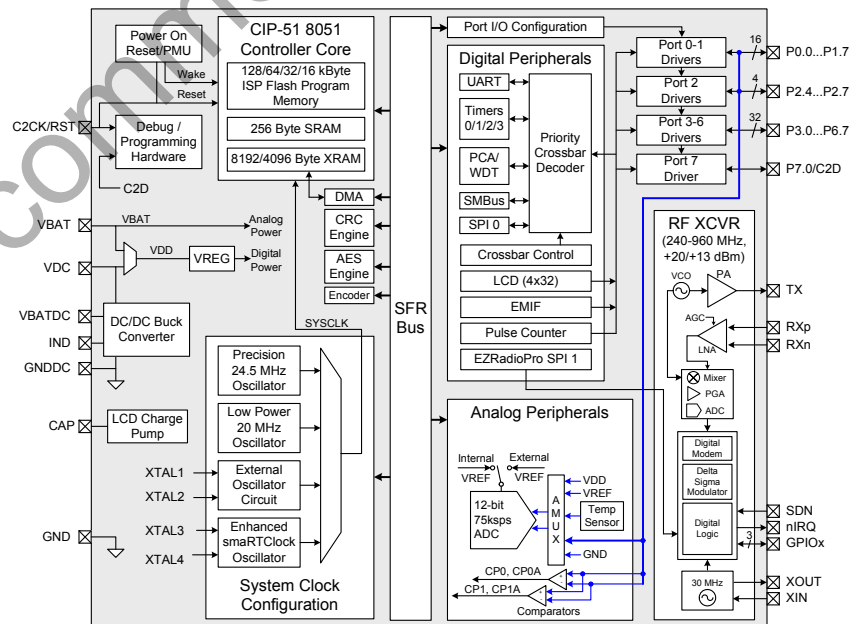 Power On
Reset/PMU
Wake
Reset
C2CK/RST
Debug /
Programming
Hardware
C2D
VBAT
VBAT
Analog
Power
VDC
VDD
VREG
Digital
Power
VBATDC
IND
GNDDC
DC/DC Buck
Converter
CAP
LCD Charge
Pump
XTAL1
XTAL2
XTAL3
XTAL4
GND
CIP-51 8051
Controller Core
128/64/32/16 kByte
ISP Flash Program
Memory
256 Byte SRAM
8192/4096 Byte XRAM
DMA
CRC
Engine
AES
Engine
Encoder
SYSCLK
Precision
24.5 MHz
Oscillator
Low Power
20 MHz
Oscillator
External
Oscillator
Circuit
Enhanced
smaRTClock
Oscillator
System Clock
Configuration
SFR
Bus
Port I/O Configuration
Digital Peripherals
UART
Timers
0/1/2/3
PCA/
WDT
SMBus
SPI 0
Priority
Crossbar
Decoder
Crossbar Control
LCD (4x32)
EMIF
Pulse Counter
EZRadioPro SPI 1
Analog Peripherals
Internal
External
VREF
VREF
12-bit
75ksps
ADC
A
M
U
X
VDD
VREF
Temp
Sensor
GND
CP0, CP0A
CP1, CP1A
+
-
+
-
Comparators
Port 0-1
Drivers
16
P0.0...P1.7
Port 2
Drivers
4
P2.4...P2.7
Port 3-6
Drivers
32
P3.0...P6.7
Port 7
Driver
P7.0/C2D
RF XCVR
(240-960 MHz,
+20/+13 dBm)
VCO
PA
TX
AGC
LNA
RXp
RXn
Mixer
PGA
ADC
Digital
Modem
Delta
Sigma
Modulator
Digital
Logic
SDN
nIRQ
3
GPIOx
30 MHz
XOUT
XIN